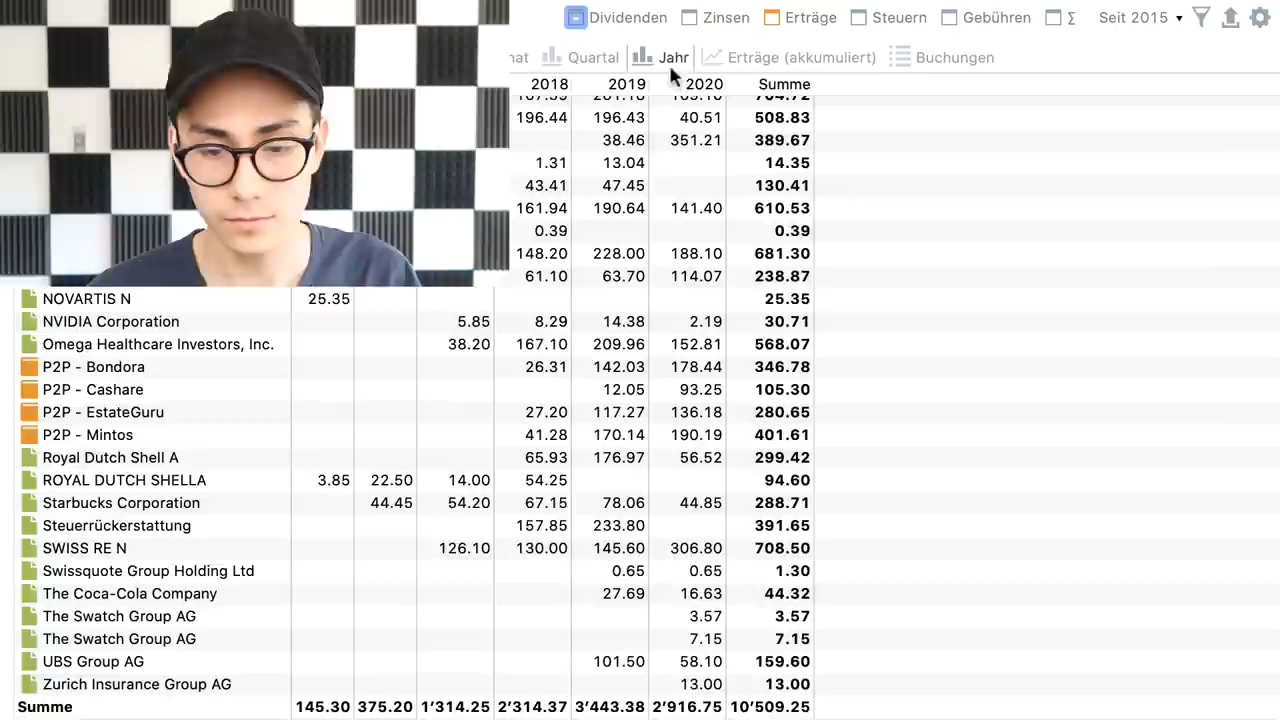 Dividenden Zinsen Erträge Steuern Gebühren Σ Seit 2015
Quartal Jahr Erträge (akkumuliert) Buchungen
2018 2019 2020 Summe
196.44 196.43 40.51 508.83
38.46 351.21 389.67
1.31 13.04 14.35
43.41 47.45 130.41
161.94 190.64 141.40 610.53
0.39 0.39
148.20 228.00 188.10 681.30
61.10 63.70 114.07 238.87
NOVARTIS N 25.35 25.35
NVIDIA Corporation 5.85 8.29 14.38 2.19 30.71
Omega Healthcare Investors, Inc. 38.20 167.10 209.96 152.81 568.07
P2P - Bondora 26.31 142.03 178.44 346.78
P2P - Cashare 12.05 93.25 105.30
P2P - EstateGuru 27.20 117.27 136.18 280.65
P2P - Mintos 41.28 170.14 190.19 401.61
Royal Dutch Shell A 65.93 176.97 56.52 299.42
ROYAL DUTCH SHELLA 3.85 22.50 14.00 54.25 94.60
Starbucks Corporation 44.45 54.20 67.15 78.06 44.85 288.71
Steuerrückerstattung 157.85 233.80 391.65
SWISS RE N 126.10 130.00 145.60 306.80 708.50
Swissquote Group Holding Ltd 0.65 0.65 1.30
The Coca-Cola Company 27.69 16.63 44.32
The Swatch Group AG 3.57 3.57
The Swatch Group AG 7.15 7.15
UBS Group AG 101.50 58.10 159.60
Zurich Insurance Group AG 13.00 13.00
Summe 145.30 375.20 1’314.25 2’314.37 3’443.38 2’916.75 10’509.25